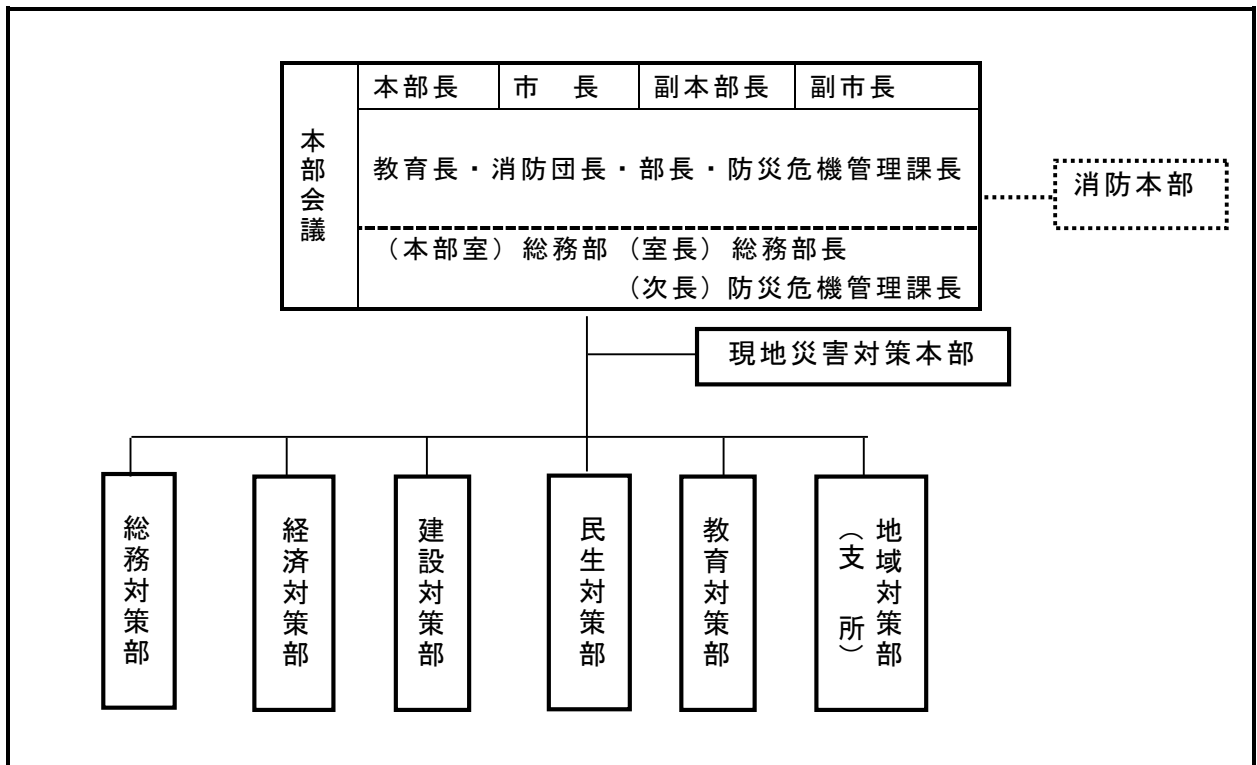 本部会議
本部長 市　長 副本部長 副市長
教育長・消防団長・部長・防災危機管理課長
（本部室）総務部（室長）総務部長
（次長）防災危機管理課長
消防本部
現地災害対策本部
総務対策部
経済対策部
建設対策部
民生対策部
教育対策部
地域対策部
（支　所）